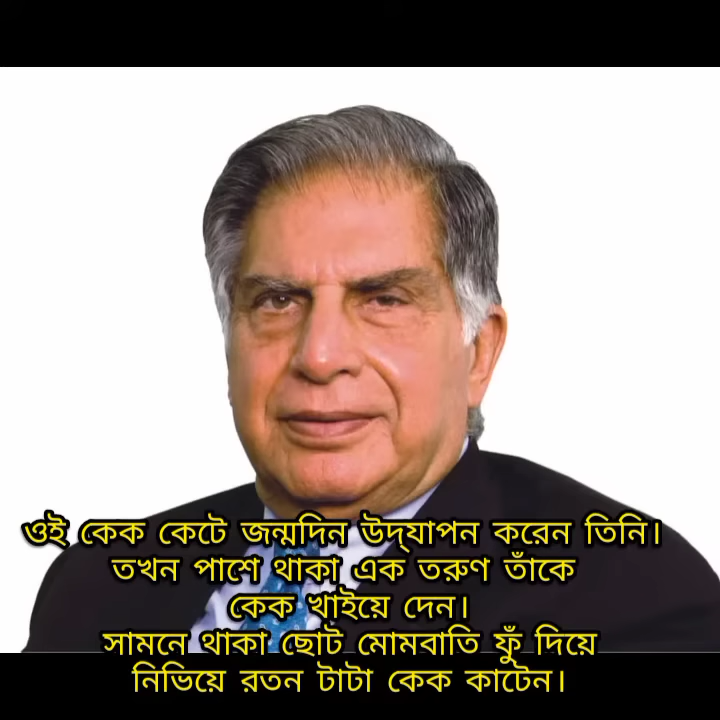 ওই কেক কেটে জন্মদিন উদ্‌যাপন করেন তিনি।
তখন পাশে থাকা এক তরুণ তাঁকে
কেক খাইয়ে দেন।
সামনে থাকা ছোট মোমবাতি ফুঁ দিয়ে
নিভিয়ে রতন টাটা কেক কাটেন।